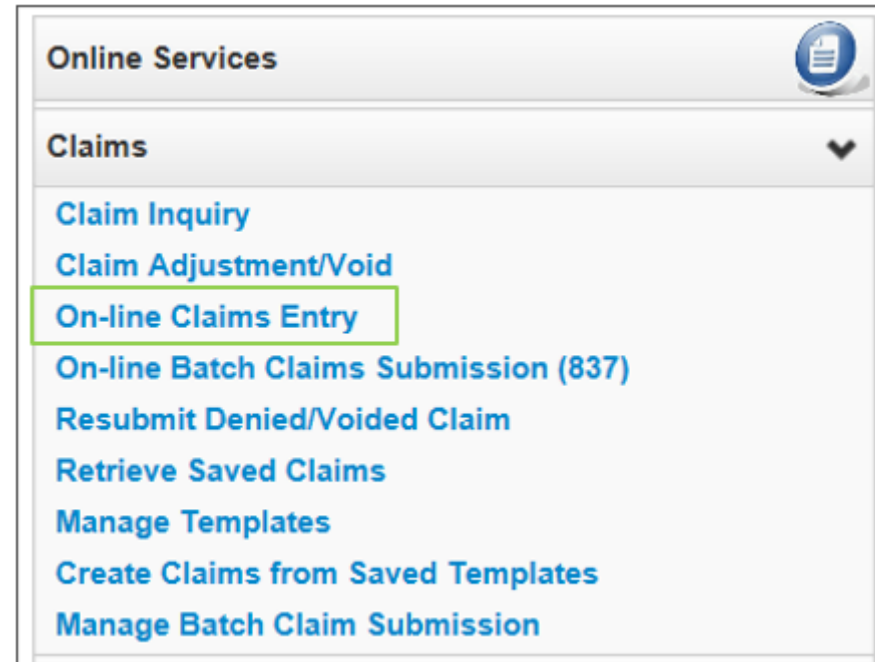 Online Services
Claims
Claim Inquiry
Claim Adjustment/Void
On-line Claims Entry
On-line Batch Claims Submission (837)
Resubmit Denied/Voided Claim
Retrieve Saved Claims
Manage Templates
Create Claims from Saved Templates
Manage Batch Claim Submission